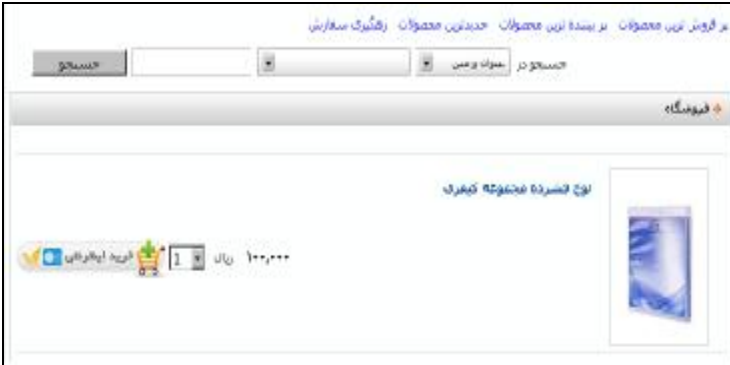 پر فروش ترین محصولات پر بیننده ترین محصولات جدیدترین محصولات رهگیری سفارش
جستجو در عنوان و متن جستجو
فروشگاه
لوح فشرده مجموعه کیفری
۱۰۰,۰۰۰ ریال 1 خرید اینترنتی